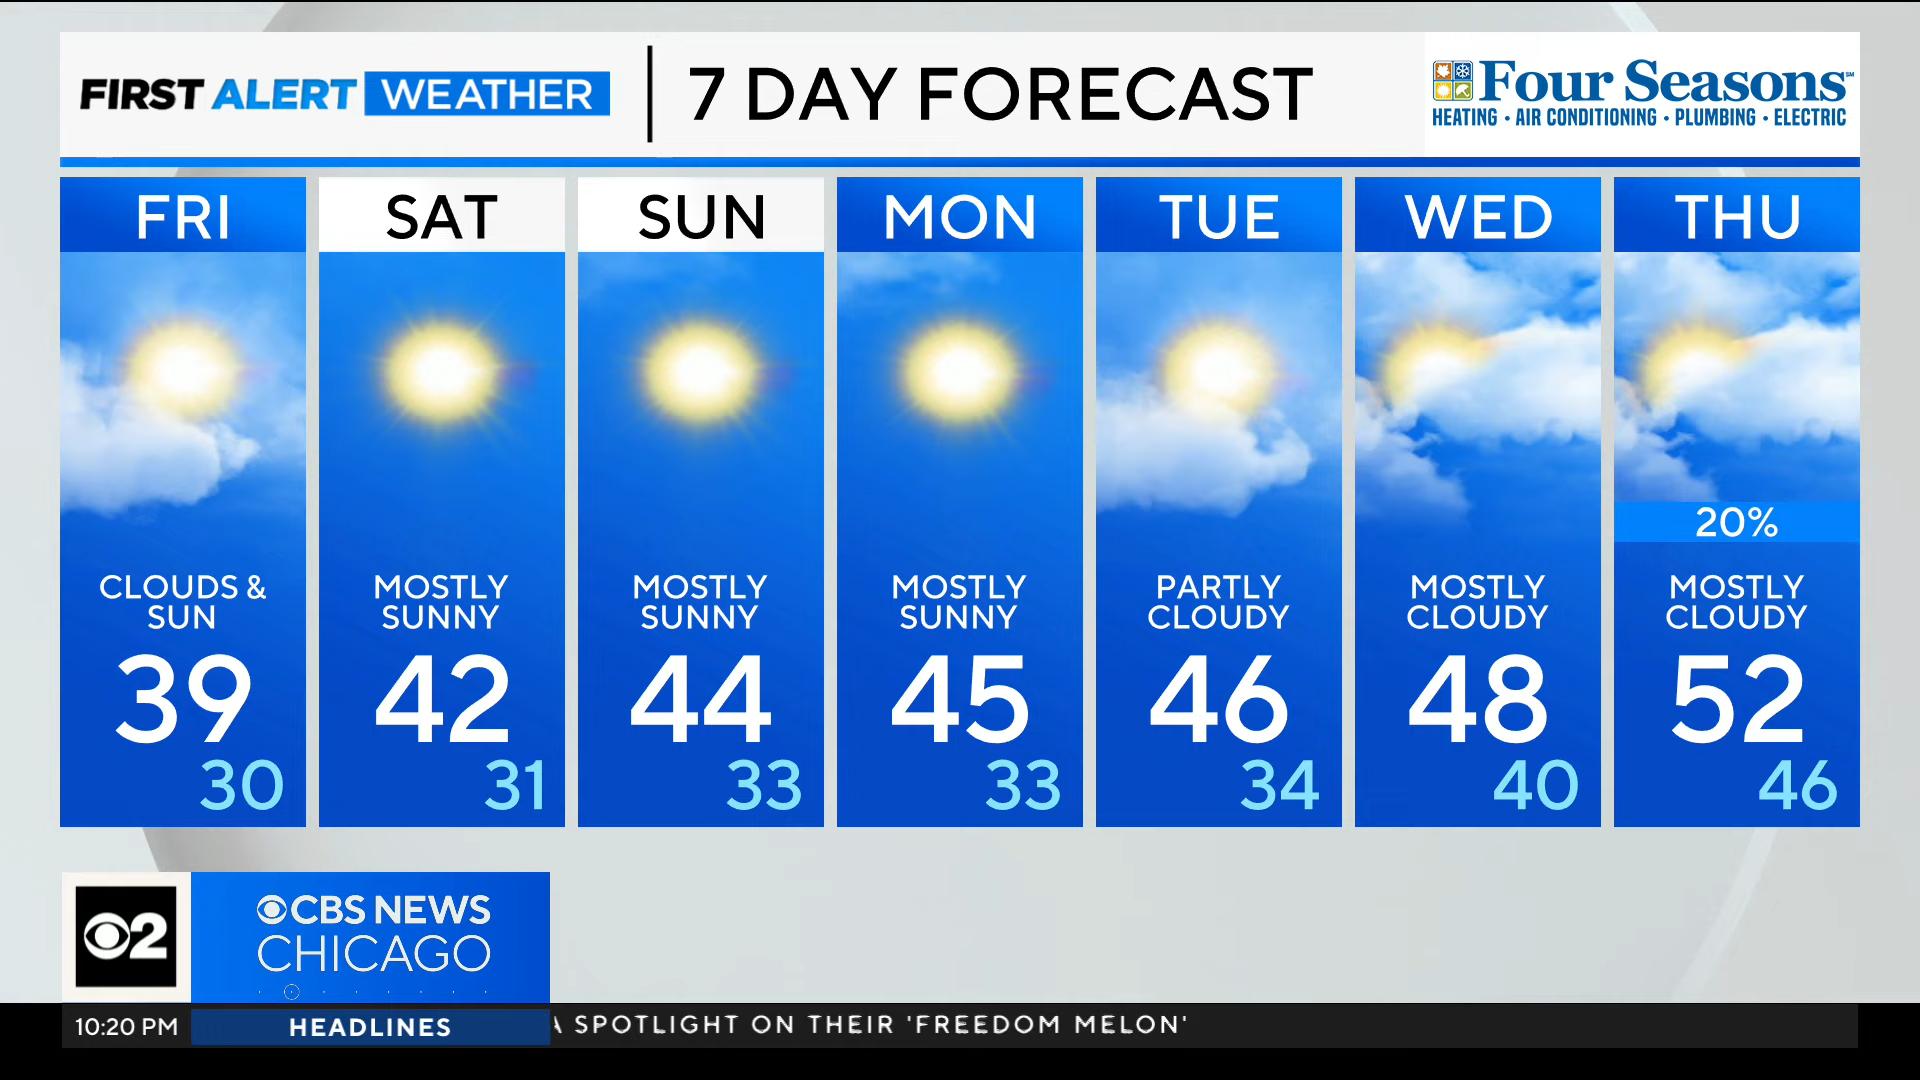 FIRST ALERT WEATHER
7 DAY FORECAST
Four Seasons℠
HEATING • AIR CONDITIONING • PLUMBING • ELECTRIC
FRI
CLOUDS &
SUN
39
30
SAT
MOSTLY
SUNNY
42
31
SUN
MOSTLY
SUNNY
44
33
MON
MOSTLY
SUNNY
45
33
TUE
PARTLY
CLOUDY
46
34
WED
MOSTLY
CLOUDY
48
40
THU
20%
MOSTLY
CLOUDY
52
46
2
CBS NEWS
CHICAGO
10:20 PM
HEADLINES
A SPOTLIGHT ON THEIR 'FREEDOM MELON'